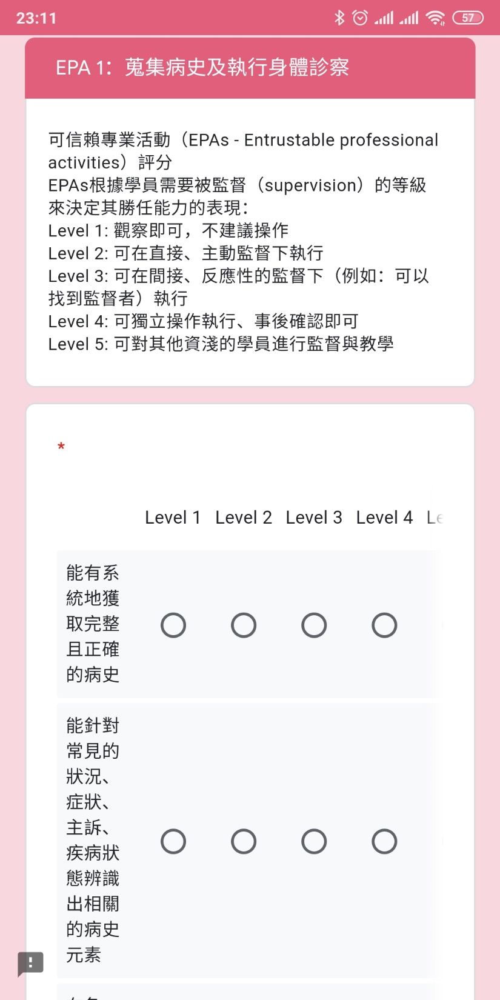 23:11
57
EPA 1：蒐集病史及執行身體診察
可信賴專業活動（EPAs - Entrustable professional
activities）評分
EPAs根據學員需要被監督（supervision）的等級
來決定其勝任能力的表現：
Level 1: 觀察即可，不建議操作
Level 2: 可在直接、主動監督下執行
Level 3: 可在間接、反應性的監督下（例如：可以
找到監督者）執行
Level 4: 可獨立操作執行、事後確認即可
Level 5: 可對其他資淺的學員進行監督與教學
*
Level 1 Level 2 Level 3 Level 4
能有系
統地獲
取完整
且正確
的病史
能針對
常見的
狀況、
症狀、
主訴、
疾病狀
態辨識
出相關
的病史
元素